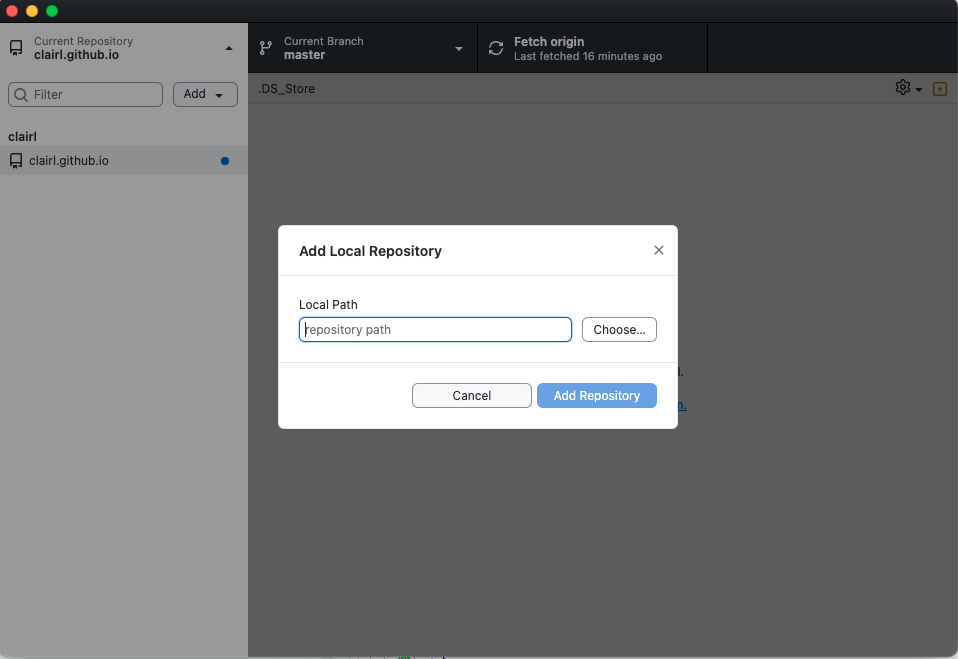 Current Repository
clairl.github.io
Current Branch
master
Fetch origin
Last fetched 16 minutes ago
Filter
Add
.DS_Store
clairl
clairl.github.io
Add Local Repository
Local Path
repository path
Choose...
d.
n.
Cancel
Add Repository